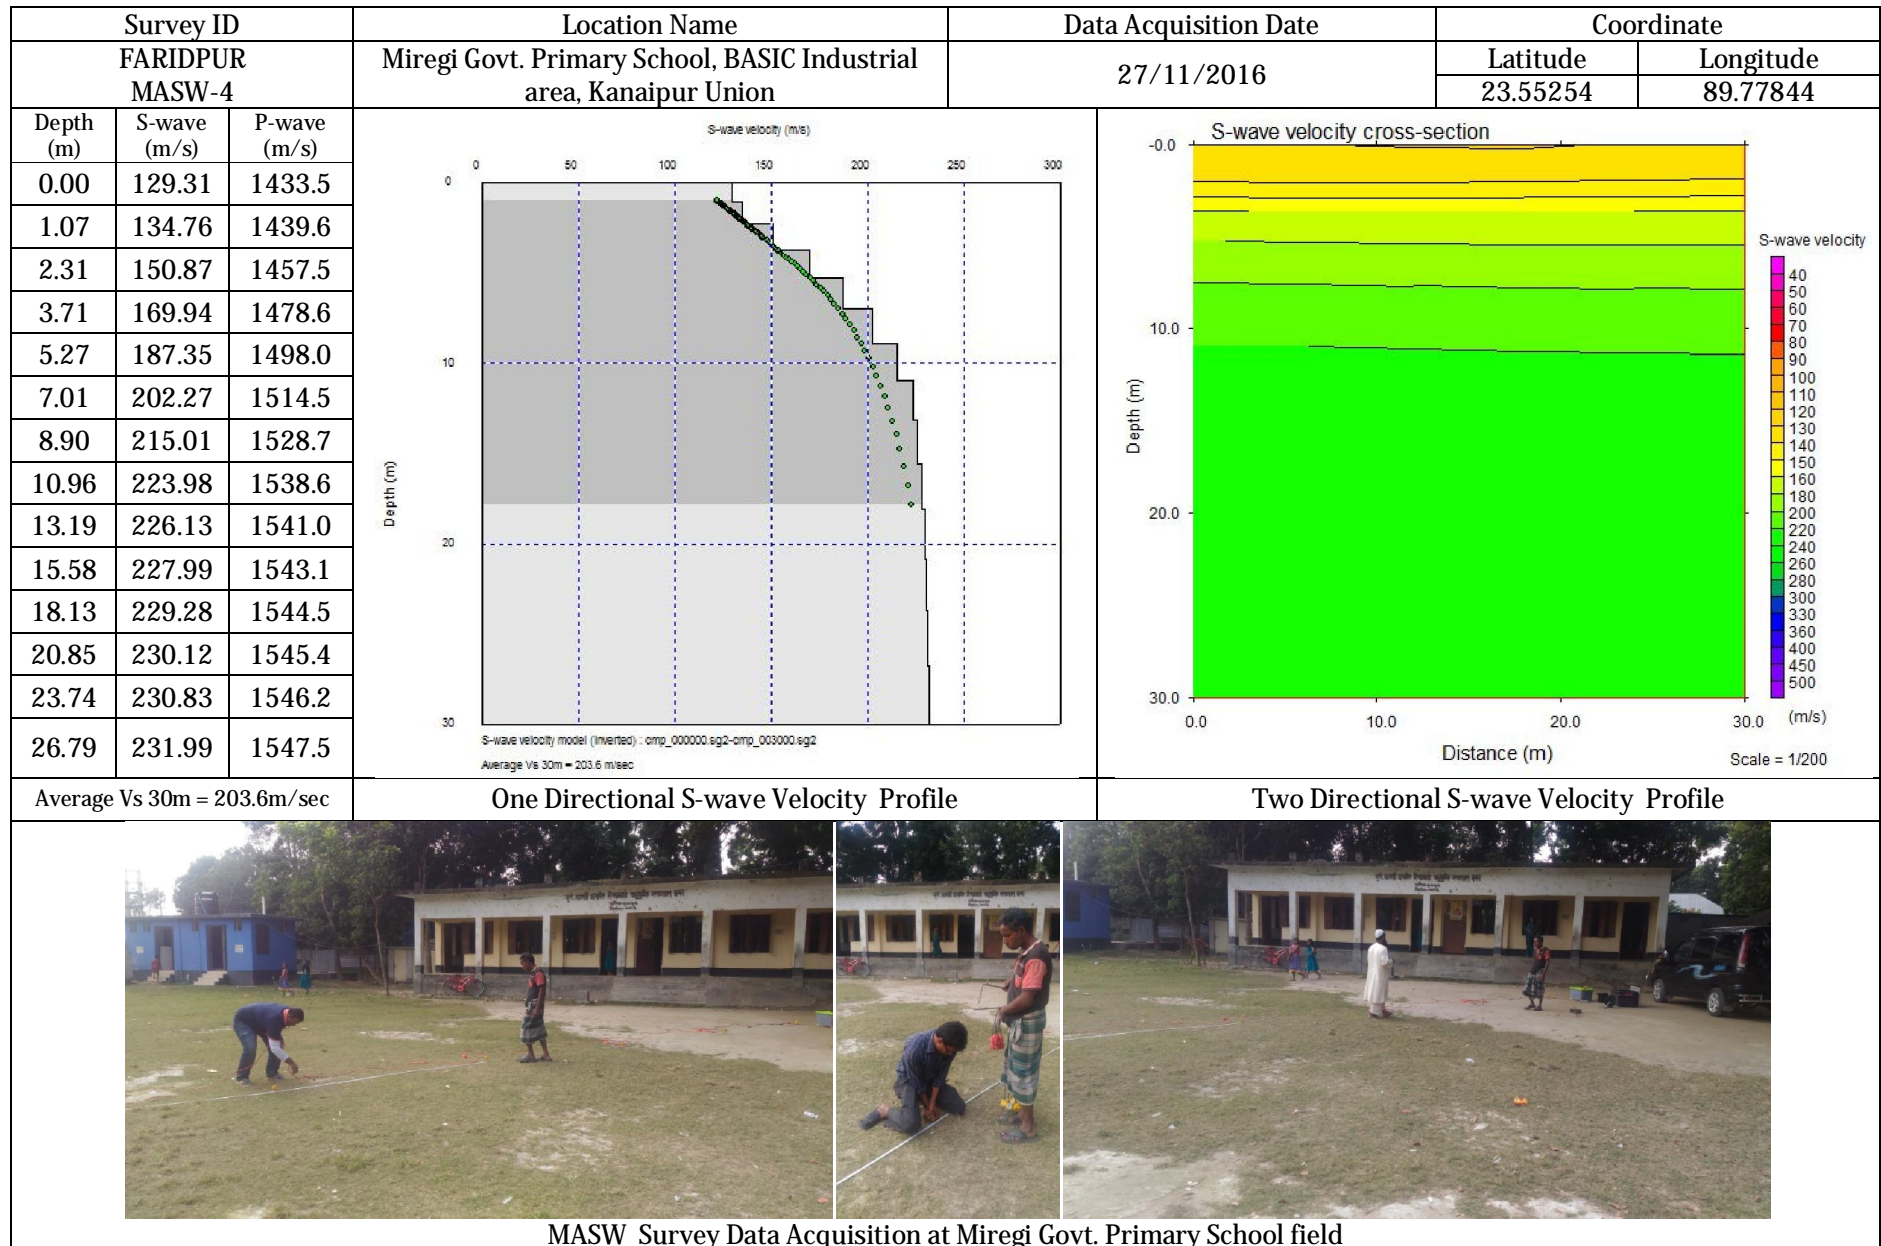 Survey ID
Location Name
Data Acquisition Date
Coordinate
FARIDPUR
MASW-4
Miregi Govt. Primary School, BASIC Industrial
area, Kanaipur Union
27/11/2016
Latitude
Longitude
23.55254
89.77844
Depth
(m)
S-wave
(m/s)
P-wave
(m/s)
0.00 129.31 1433.5
1.07 134.76 1439.6
2.31 150.87 1457.5
3.71 169.94 1478.6
5.27 187.35 1498.0
7.01 202.27 1514.5
8.90 215.01 1528.7
10.96 223.98 1538.6
13.19 226.13 1541.0
15.58 227.99 1543.1
18.13 229.28 1544.5
20.85 230.12 1545.4
23.74 230.83 1546.2
26.79 231.99 1547.5
Average Vs 30m = 203.6m/sec
S-wave velocity (m/s)
0 50 100 150 200 250 300
0
10
20
30
Depth (m)
S-wave velocity model (inverted) : cmp_000000.sg2-cmp_003000.sg2
Average Vs 30m = 203.6 m/sec
One Directional S-wave Velocity Profile
S-wave velocity cross-section
-0.0
10.0
20.0
30.0
Depth (m)
0.0 10.0 20.0 30.0
Distance (m)
S-wave velocity
40
50
60
70
80
90
100
110
120
130
140
150
160
180
200
220
240
260
280
300
330
360
400
450
500
(m/s)
Scale = 1/200
Two Directional S-wave Velocity Profile
MASW Survey Data Acquisition at Miregi Govt. Primary School field